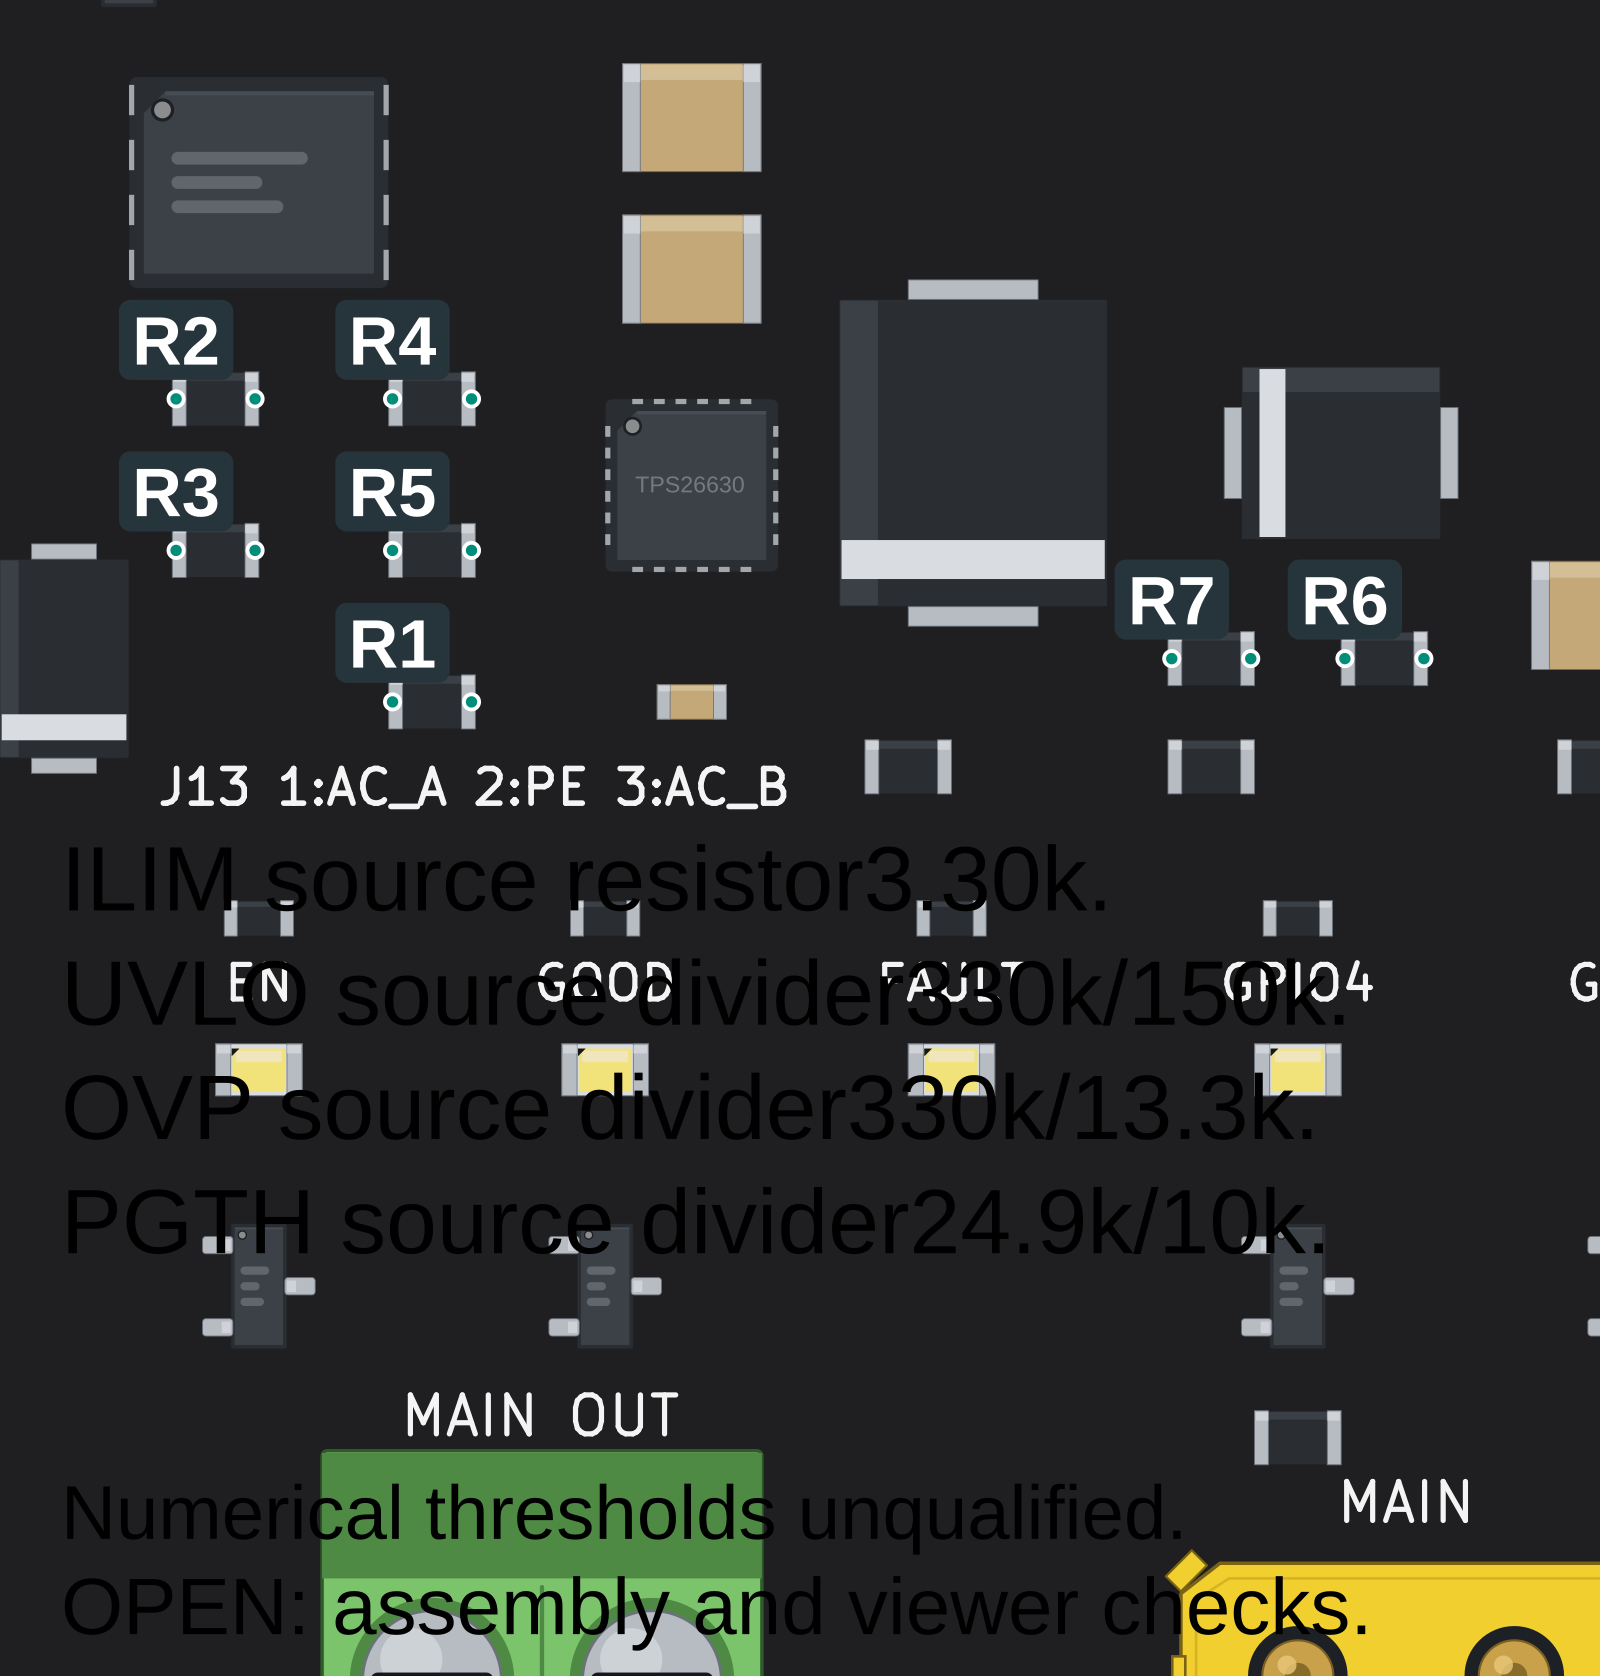 R2 R4
TPS26630
R3 R5
R7 R6
R1
J13 1:AC_A 2:PE 3:AC_B
ILIM source resistor3.30k.
EN GOOD FAULT GPIO4 G
UVLO source divider330k/150k.
OVP source divider330k/13.3k.
PGTH source divider24.9k/10k.
MAIN OUT
MAIN
Numerical thresholds unqualified.
OPEN: assembly and viewer checks.